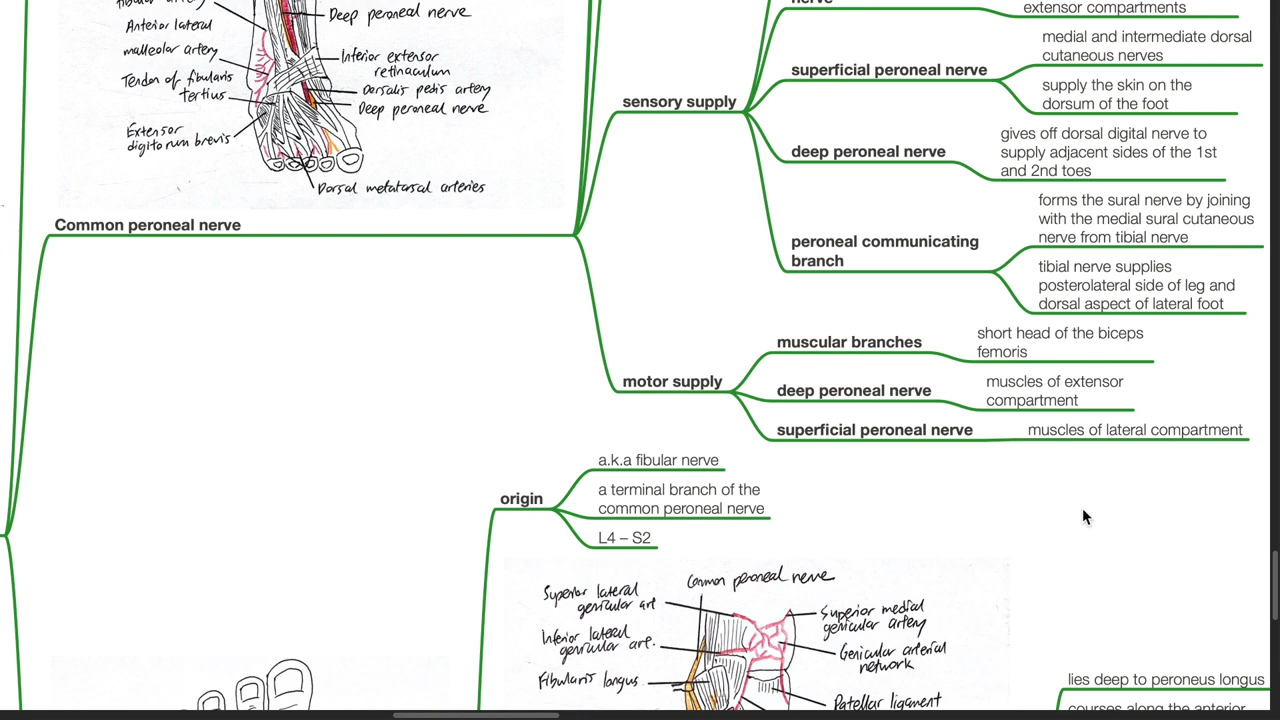 Deep peroneal nerve
Anterior lateral
malleolar artery
Tendon of fibularis
tertius
Extensor
digitorum brevis
Inferior extensor
retinaculum
Dorsalis pedis artery
Deep peroneal nerve
Dorsal metatarsal arteries
Common peroneal nerve
sensory supply
nerve
extensor compartments
superficial peroneal nerve
medial and intermediate dorsal
cutaneous nerves
supply the skin on the
dorsum of the foot
deep peroneal nerve
gives off dorsal digital nerve to
supply adjacent sides of the 1st
and 2nd toes
peroneal communicating
branch
forms the sural nerve by joining
with the medial sural cutaneous
nerve from tibial nerve
tibial nerve supplies
posterolateral side of leg and
dorsal aspect of lateral foot
motor supply
muscular branches
short head of the biceps
femoris
deep peroneal nerve
muscles of extensor
compartment
superficial peroneal nerve
muscles of lateral compartment
origin
a.k.a fibular nerve
a terminal branch of the
common peroneal nerve
L4 – S2
Common peroneal nerve
Superior lateral
genicular art
Inferior lateral
genicular art.
Fibularis longus
Superior medial
genicular artery
Genicular arterial
network
Patellar ligament
lies deep to peroneus longus
courses along the anterior